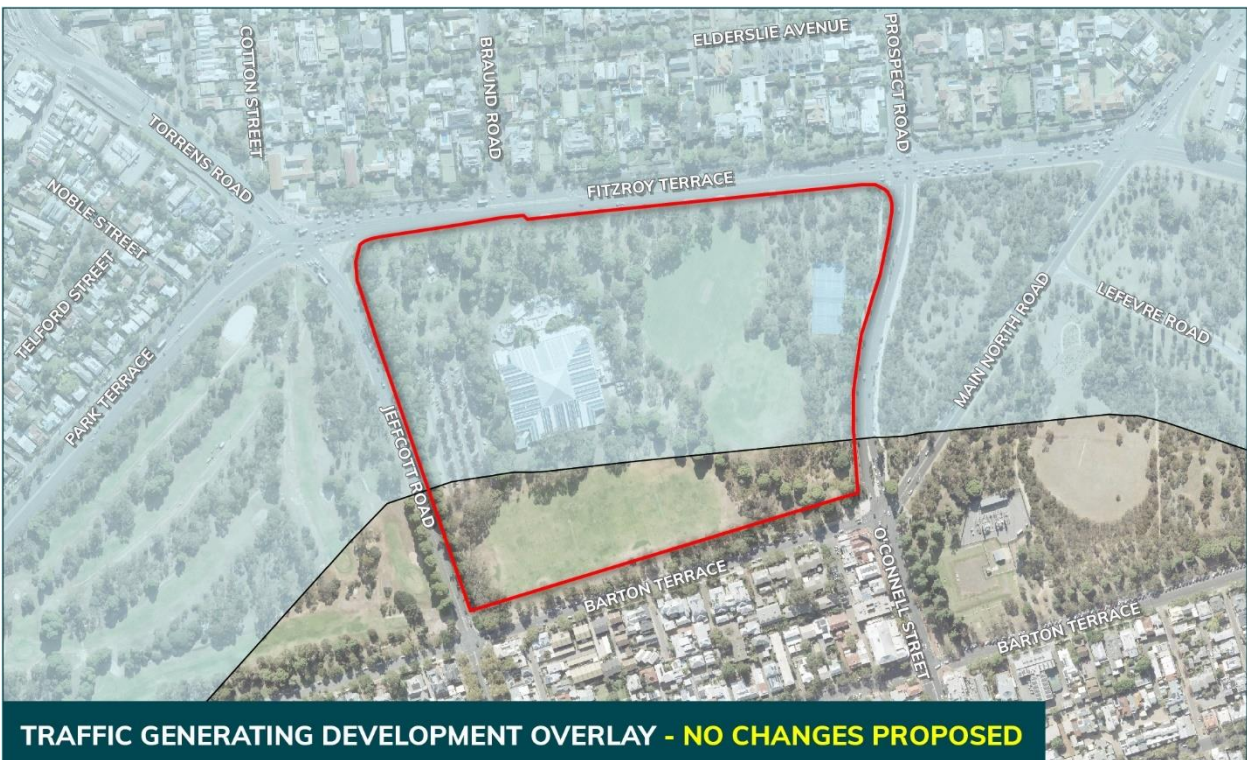 COTTON STREET
BRAUND ROAD
ELDERSLIE AVENUE
PROSPECT ROAD
TORRENS ROAD
FITZROY TERRACE
NOBLE STREET
TELFORD STREET
PARK TERRACE
JEFFCOTT ROAD
MAIN NORTH ROAD
LEFEVRE ROAD
BARTON TERRACE
O'CONNELL STREET
BARTON TERRACE
TRAFFIC GENERATING DEVELOPMENT OVERLAY - NO CHANGES PROPOSED